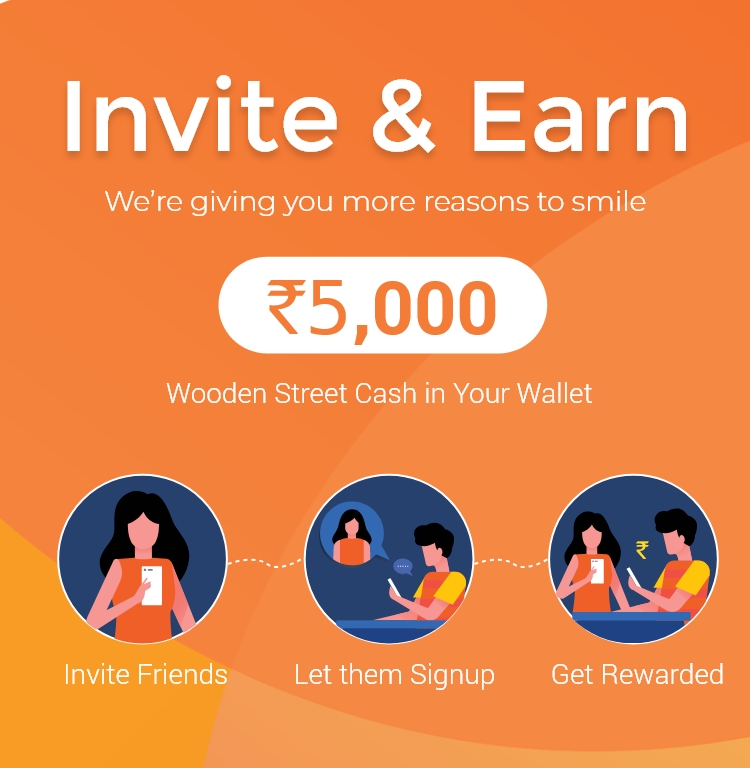 Invite & Earn
We're giving you more reasons to smile
₹5,000
Wooden Street Cash in Your Wallet
₹
Invite Friends
Let them Signup
Get Rewarded